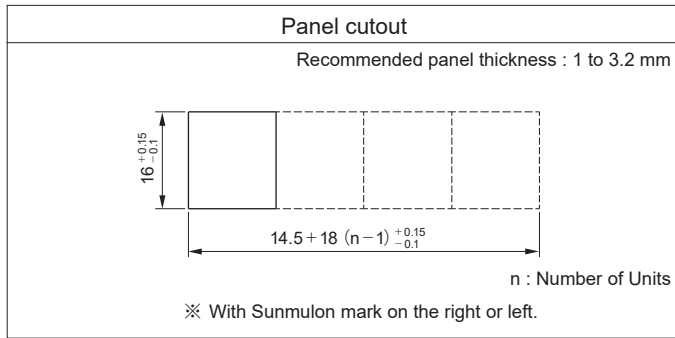 Panel cutout
Recommended panel thickness : 1 to 3.2 mm
16 +0.15 −0.1
14.5+18 (n−1) +0.15 −0.1
n : Number of Units
※ With Sunmulon mark on the right or left.